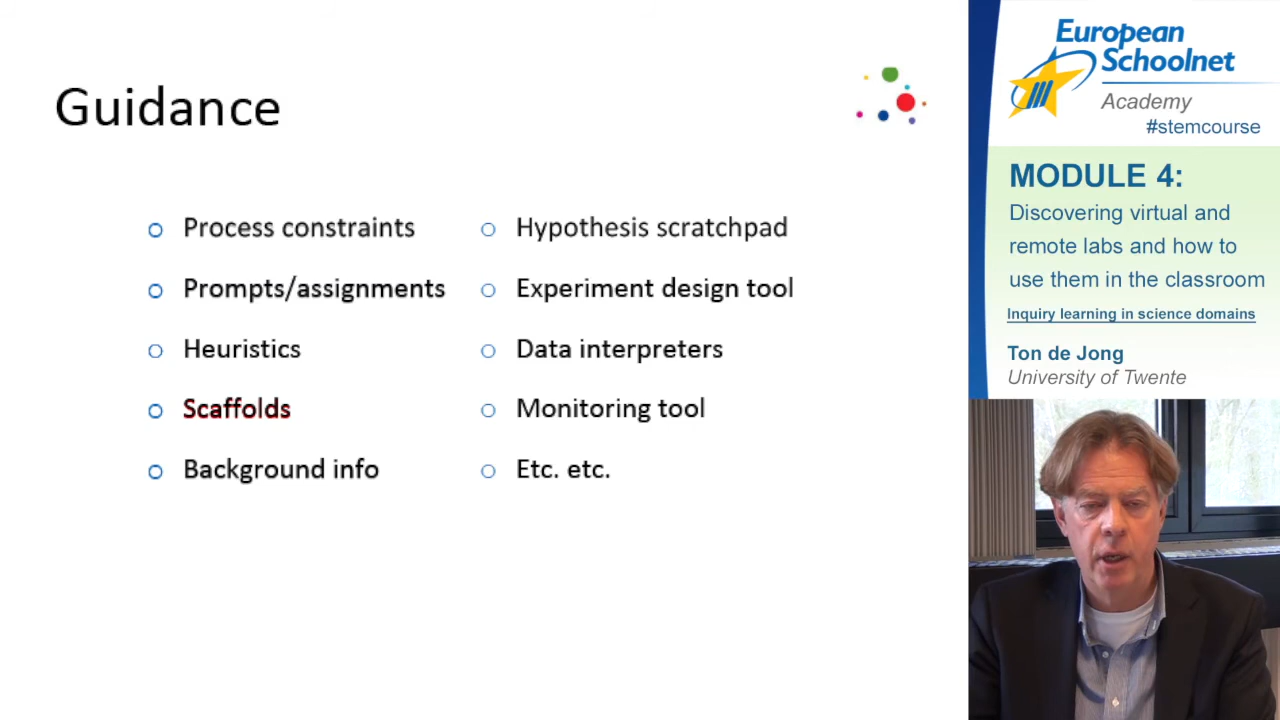 Guidance
Process constraints
Prompts/assignments
Heuristics
Scaffolds
Background info
Hypothesis scratchpad
Experiment design tool
Data interpreters
Monitoring tool
Etc. etc.
European
Schoolnet
Academy
#stemcourse
MODULE 4:
Discovering virtual and
remote labs and how to
use them in the classroom
Inquiry learning in science domains
Ton de Jong
University of Twente